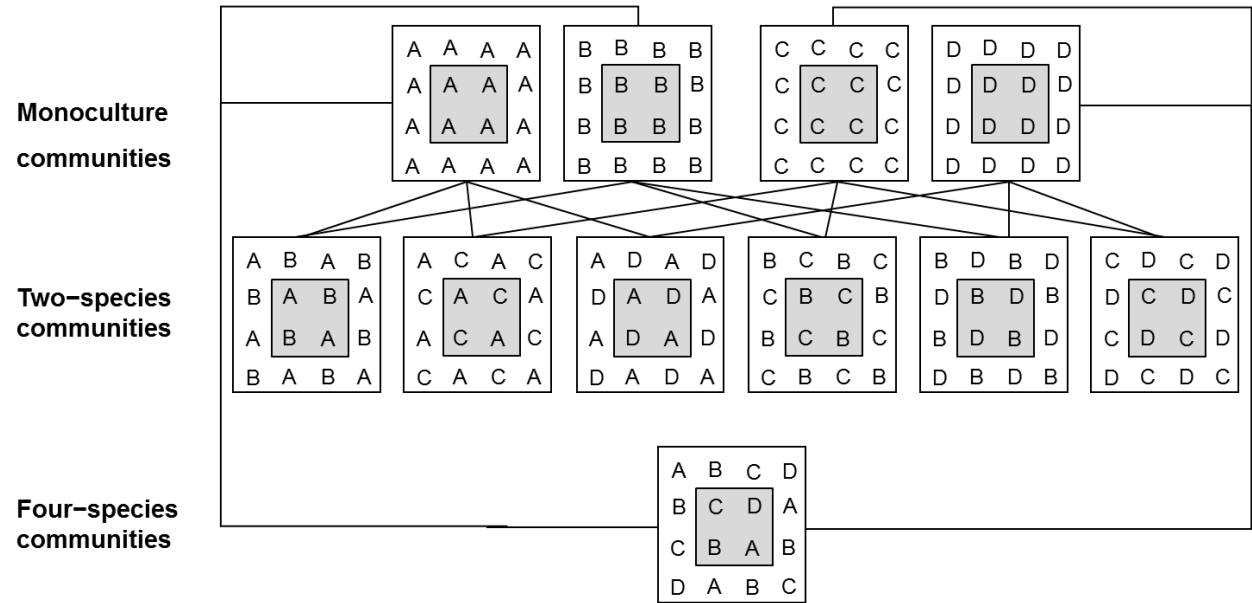 Monoculture
communities
A A A A
A A A A
A A A A
A A A A
B B B B
B B B B
B B B B
B B B B
C C C C
C C C C
C C C C
C C C C
D D D D
D D D D
D D D D
D D D D
Two-species
communities
A B A B
B A B A
A B A B
B A B A
A C A C
C A C A
A C A C
C A C A
A D A D
D A D A
A D A D
D A D A
B C B C
C B C B
B C B C
C B C B
B D B D
D B D B
B D B D
D B D B
C D C D
D C D C
C D C D
D C D C
Four-species
communities
A B C D
B C D A
C B A B
D A B C